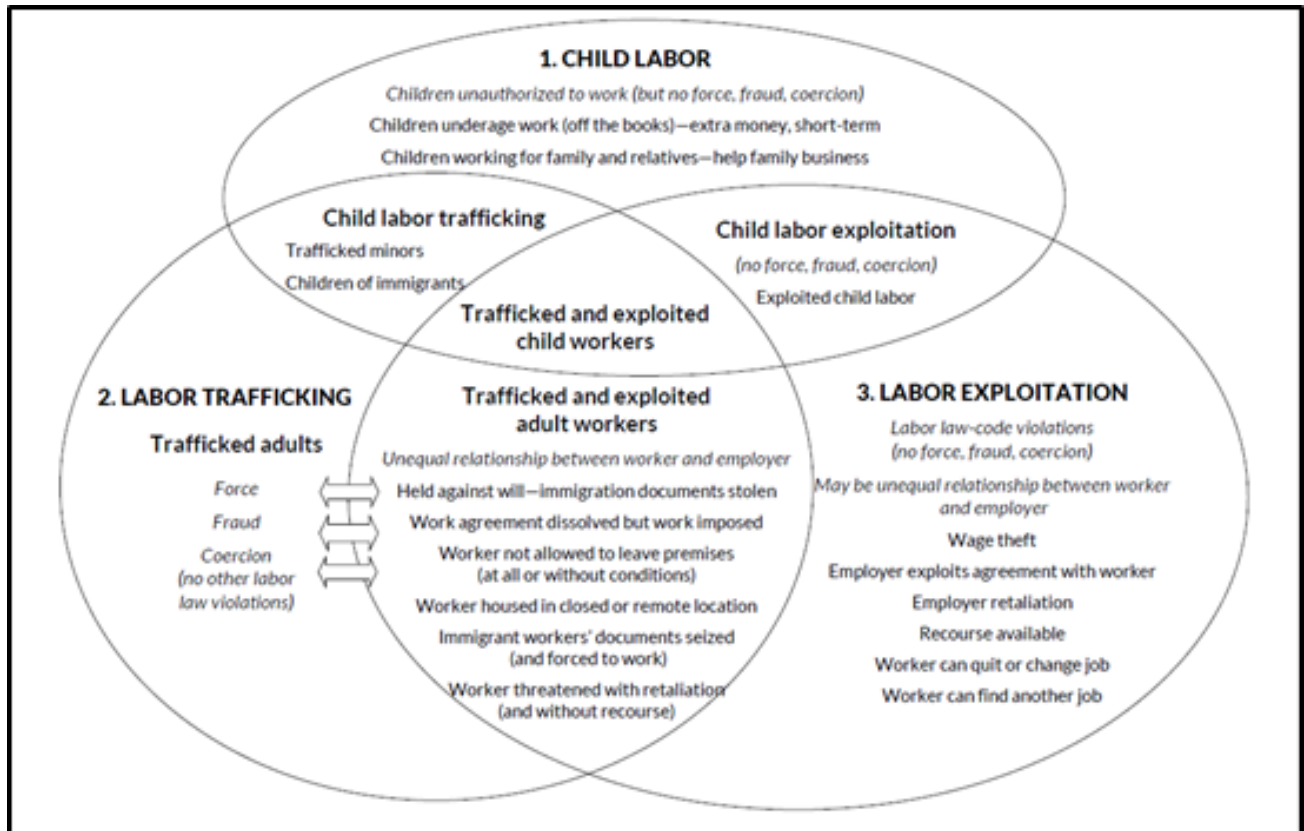 1. CHILD LABOR
Children unauthorized to work (but no force, fraud, coercion)
Children underage work (off the books)—extra money, short-term
Children working for family and relatives—help family business
Child labor trafficking
Trafficked minors
Children of immigrants
Child labor exploitation
(no force, fraud, coercion)
Exploited child labor
Trafficked and exploited
child workers
2. LABOR TRAFFICKING
Trafficked adults
Force
Fraud
Coercion
(no other labor
law violations)
Trafficked and exploited
adult workers
Unequal relationship between worker and employer
Held against will—immigration documents stolen
Work agreement dissolved but work imposed
Worker not allowed to leave premises
(at all or without conditions)
Worker housed in closed or remote location
Immigrant workers' documents seized
(and forced to work)
Worker threatened with retaliation
(and without recourse)
3. LABOR EXPLOITATION
Labor law-code violations
(no force, fraud, coercion)
May be unequal relationship between worker
and employer
Wage theft
Employer exploits agreement with worker
Employer retaliation
Recourse available
Worker can quit or change job
Worker can find another job